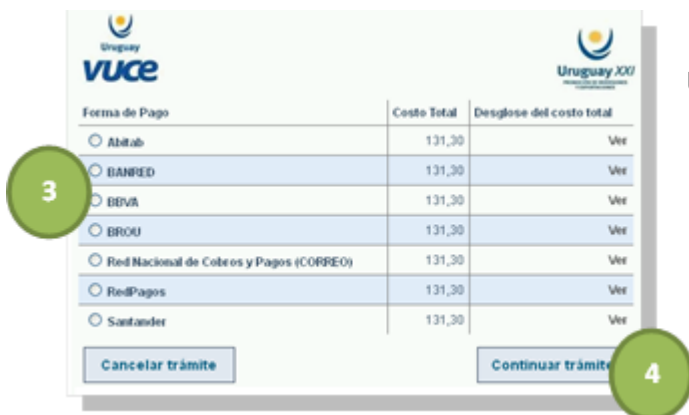 Uruguay
vuce
Uruguay XXI
Forma de Pago Costo Total Desglose del costo total
Abitab 131,30 Ver
BANRED 131,30 Ver
3
BBVA 131,30 Ver
BROU 131,30 Ver
Red Nacional de Cobros y Pagos (CORREO) 131,30 Ver
RedPagos 131,30 Ver
Santander 131,30 Ver
Cancelar trámite Continuar trámite
4